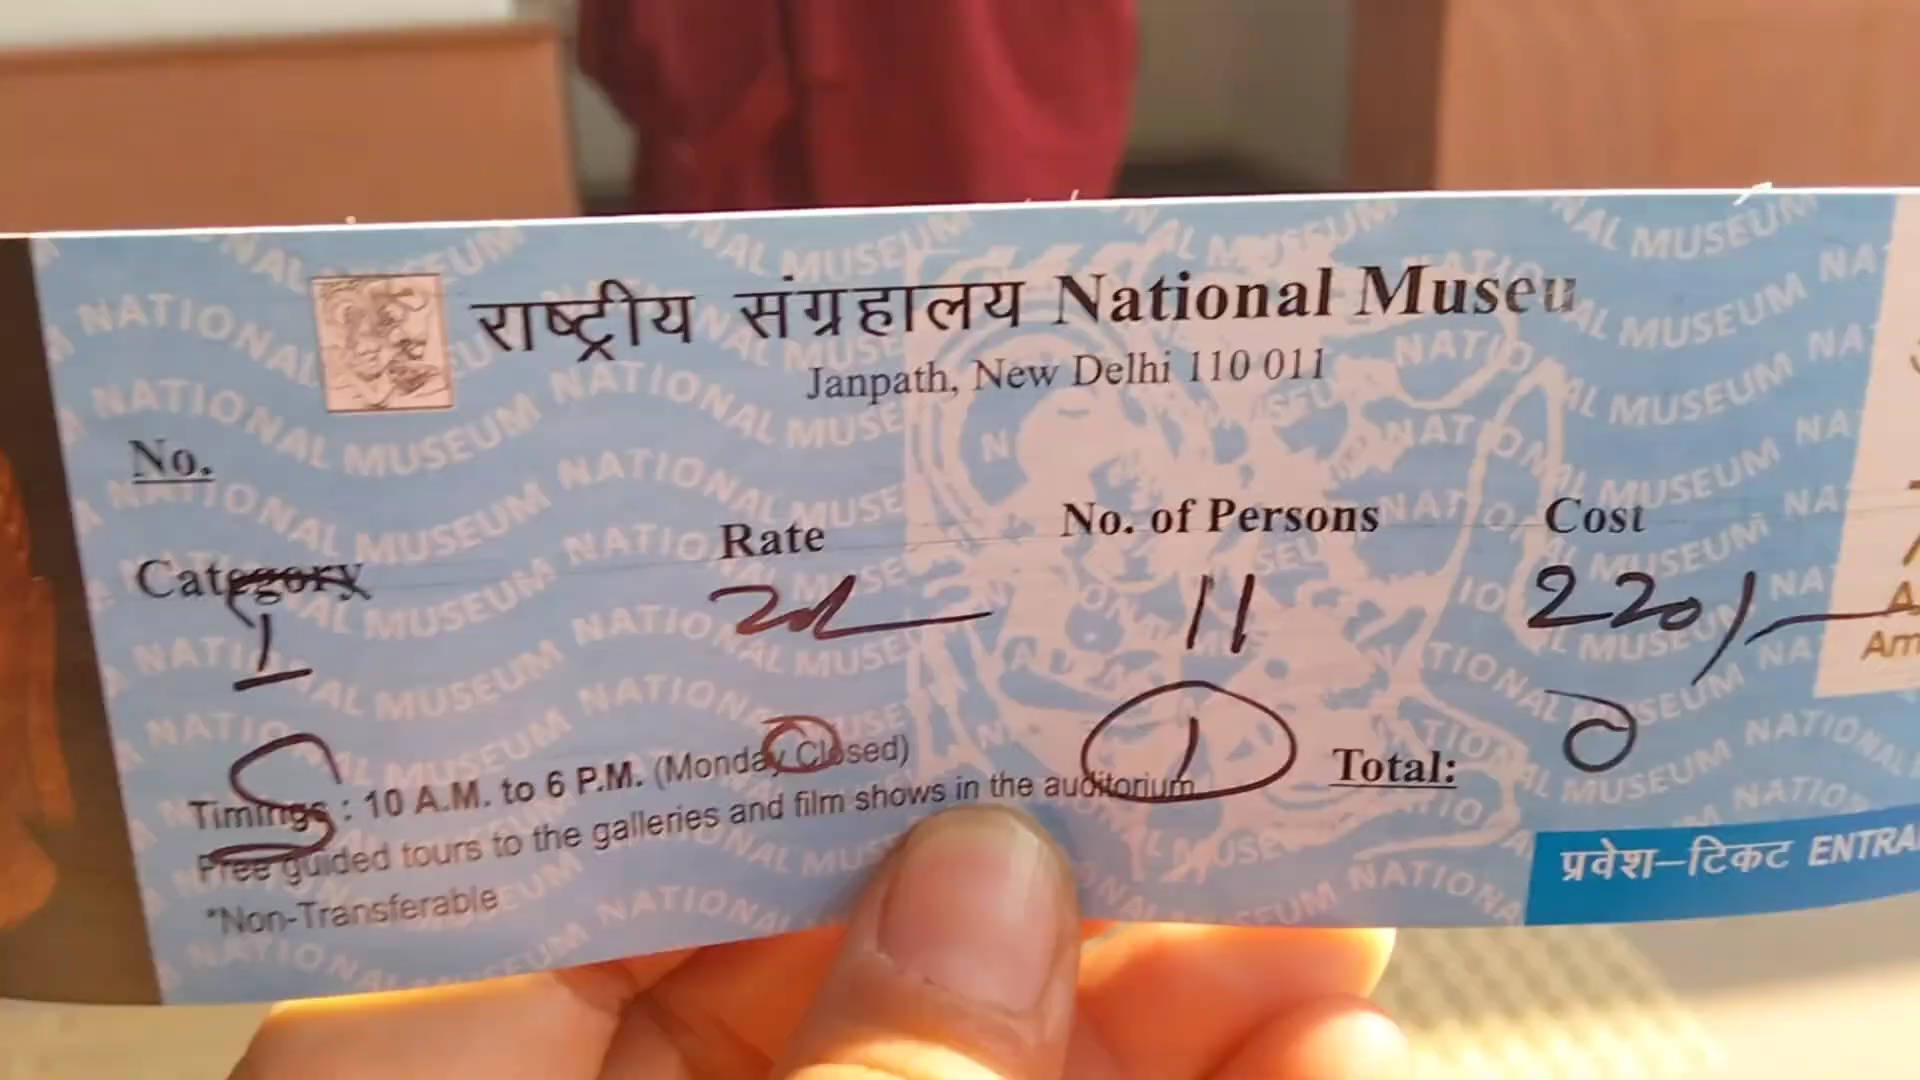 राष्ट्रीय संग्रहालय National Museu
Janpath, New Delhi 110 011
No.
Category Rate No. of Persons Cost
I 20/- 11 220/-
S 0 1 Total: 0
Timings : 10 A.M. to 6 P.M. (Monday Closed)
Free guided tours to the galleries and film shows in the auditorium
*Non-Transferable
प्रवेश–टिकट ENTRA